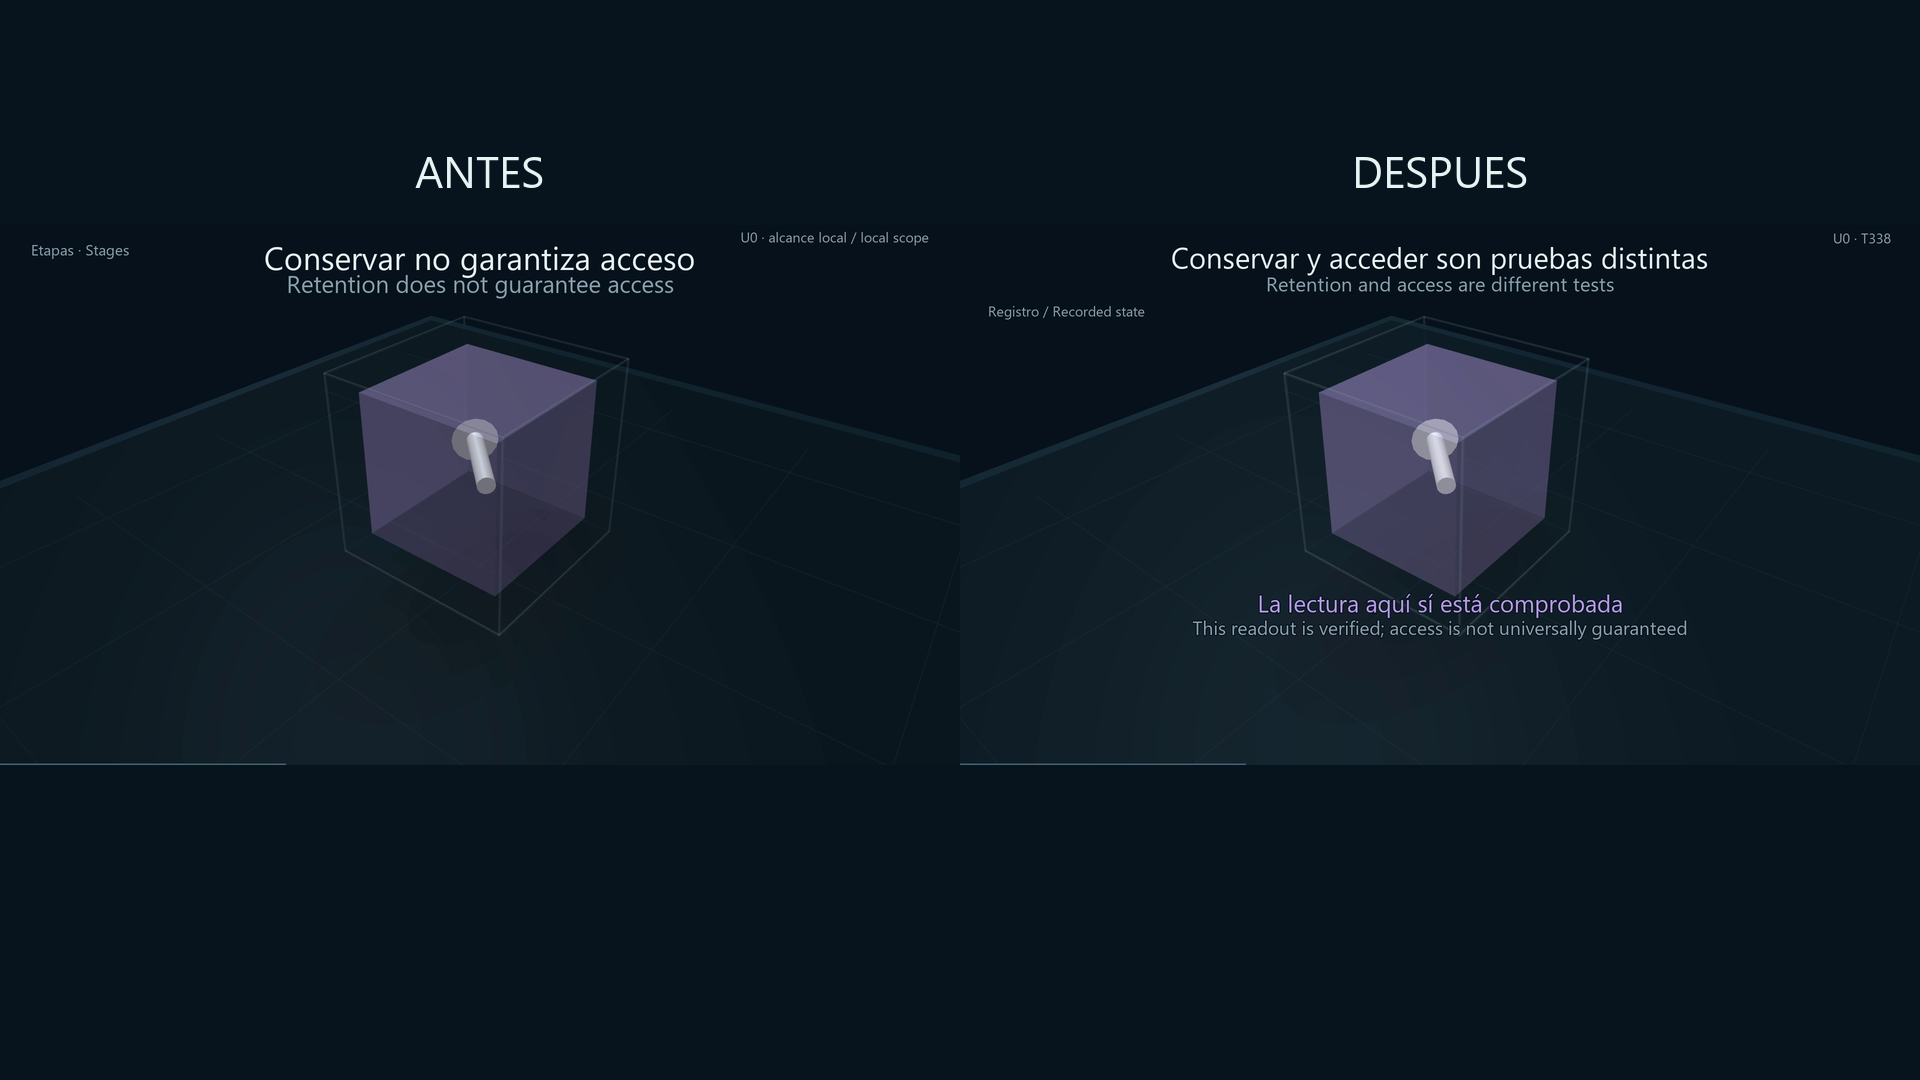 ANTES
Etapas · Stages
U0 · alcance local / local scope
Conservar no garantiza acceso
Retention does not guarantee access
DESPUES
U0 · T338
Conservar y acceder son pruebas distintas
Retention and access are different tests
Registro / Recorded state
La lectura aquí sí está comprobada
This readout is verified; access is not universally guaranteed